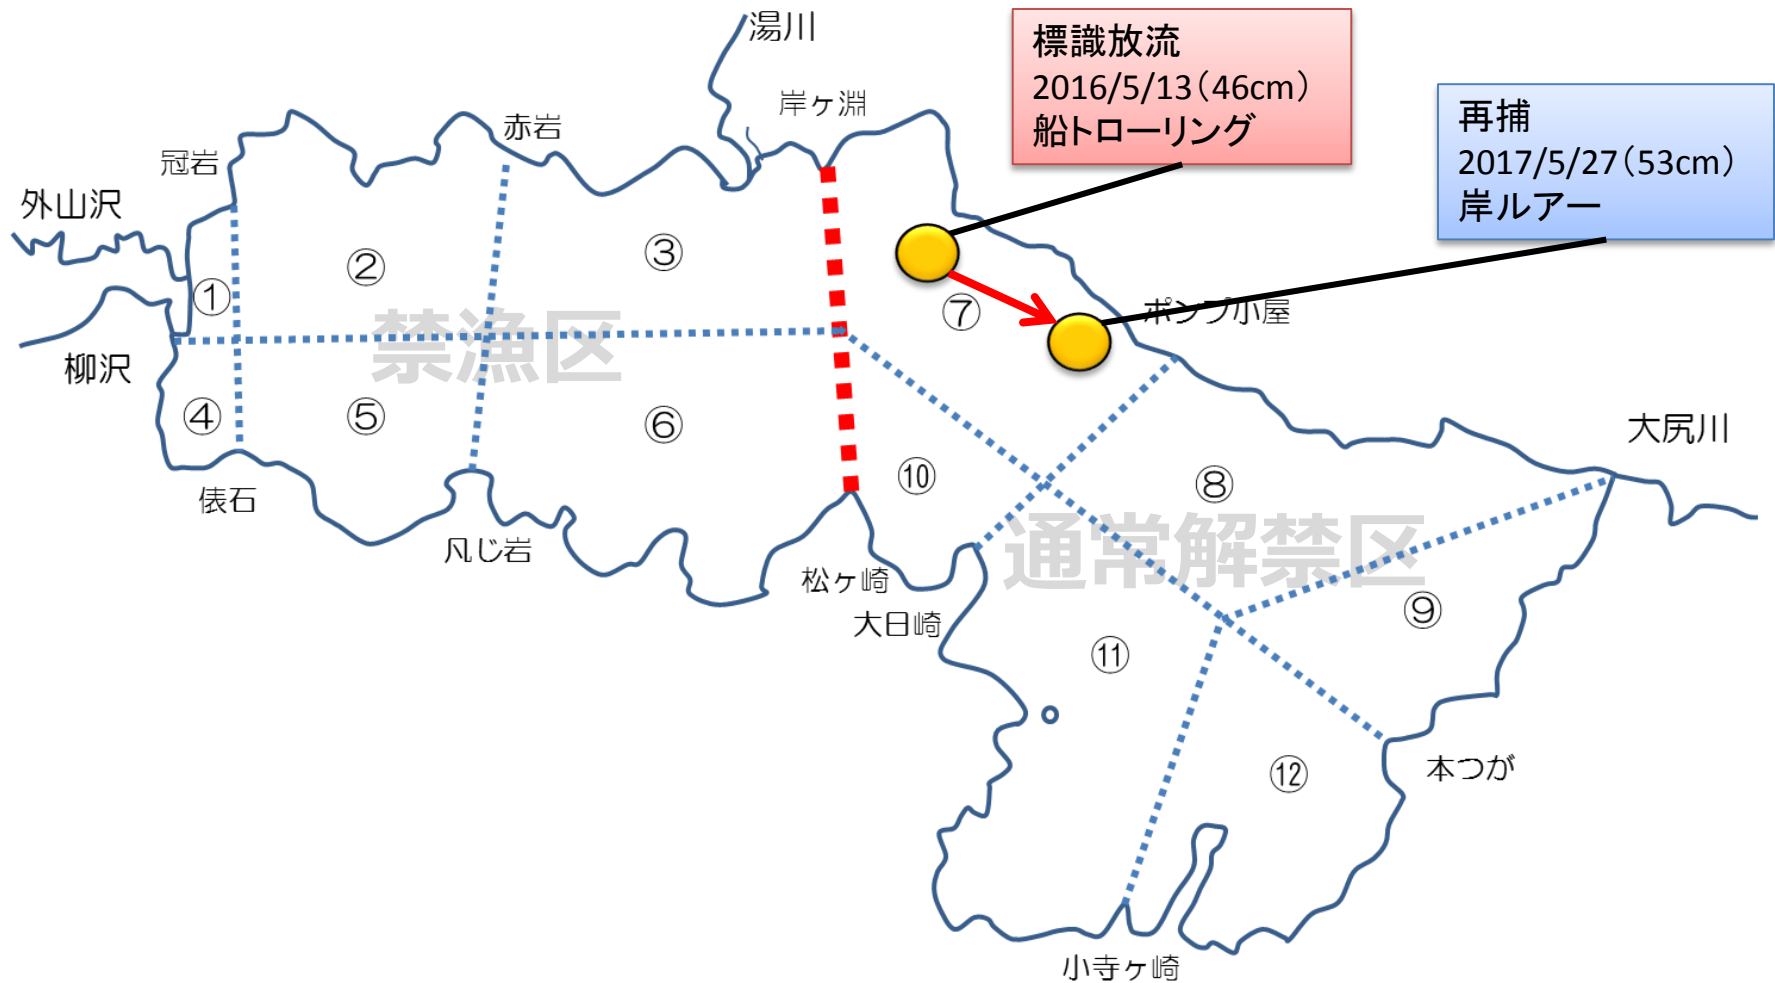 湯川
標識放流
2016/5/13(46cm)
船トローリング
再捕
2017/5/27(53cm)
岸ルアー
岸ヶ淵
赤岩
冠岩
外山沢
①
②
③
⑦
ポンプ小屋
禁漁区
柳沢
④
⑤
⑥
⑩
⑧
大尻川
俵石
凡じ岩
通常解禁区
松ヶ崎
大日崎
⑨
⑪
⑫
本つが
小寺ヶ崎